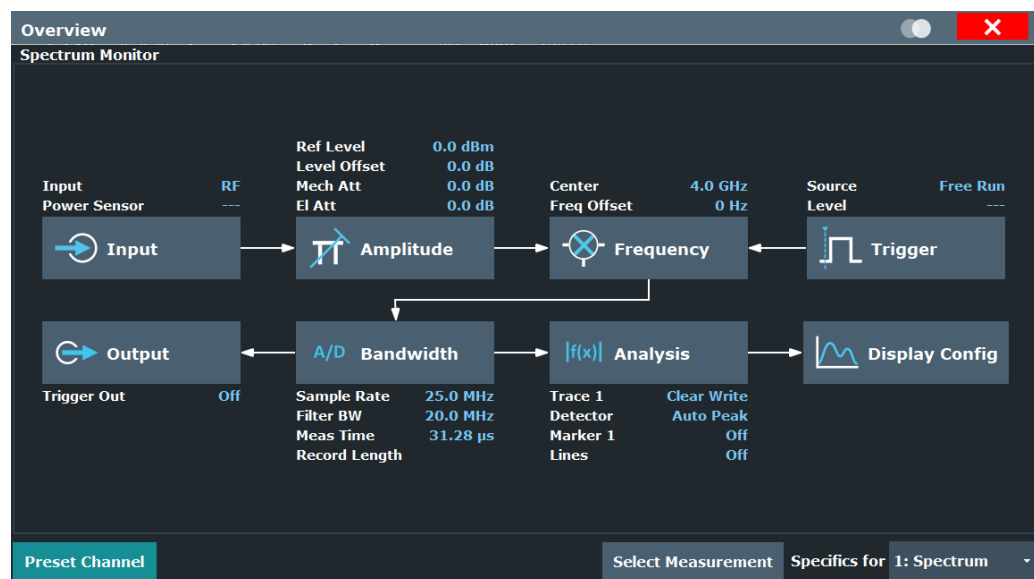 Overview
Spectrum Monitor
Ref Level 0.0 dBm
Level Offset 0.0 dB
Input RF Mech Att 0.0 dB Center 4.0 GHz Source Free Run
Power Sensor --- El Att 0.0 dB Freq Offset 0 Hz Level ---
Input Amplitude Frequency Trigger
Output A/D Bandwidth |f(x)| Analysis Display Config
Trigger Out Off Sample Rate 25.0 MHz Trace 1 Clear Write
Filter BW 20.0 MHz Detector Auto Peak
Meas Time 31.28 µs Marker 1 Off
Record Length Lines Off
Preset Channel Select Measurement Specifics for 1: Spectrum